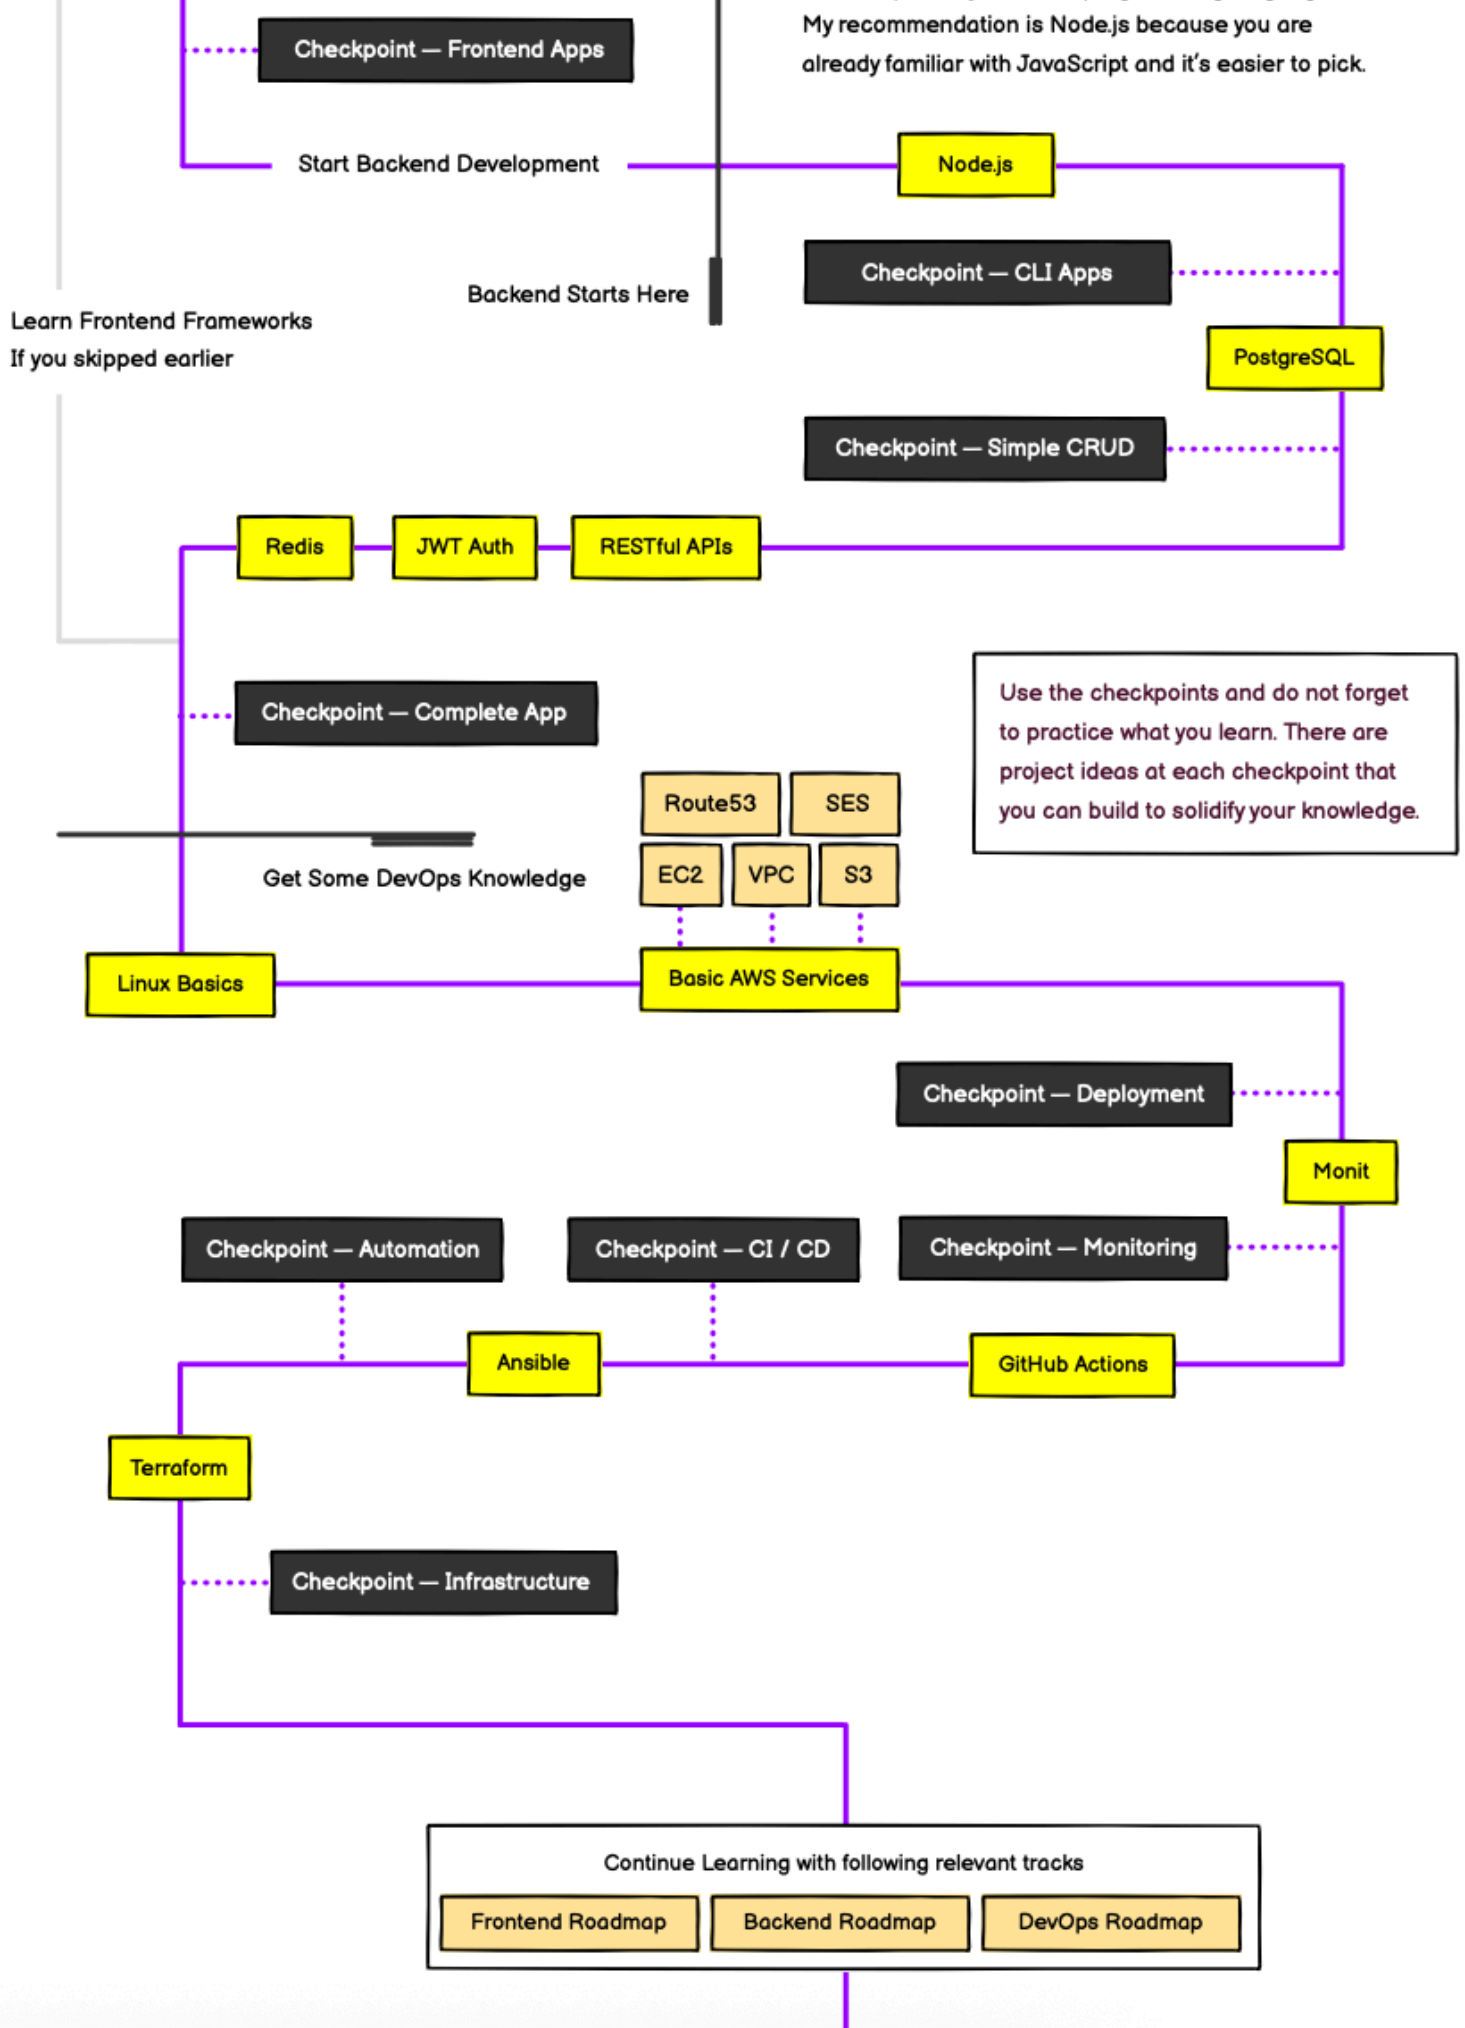 My recommendation is Node.js because you are
already familiar with JavaScript and it's easier to pick.
Checkpoint — Frontend Apps
Start Backend Development
Node.js
Checkpoint — CLI Apps
Backend Starts Here
Learn Frontend Frameworks
If you skipped earlier
PostgreSQL
Checkpoint — Simple CRUD
Redis
JWT Auth
RESTful APIs
Checkpoint — Complete App
Use the checkpoints and do not forget
to practice what you learn. There are
project ideas at each checkpoint that
you can build to solidify your knowledge.
Route53
SES
EC2
VPC
S3
Get Some DevOps Knowledge
Linux Basics
Basic AWS Services
Checkpoint — Deployment
Monit
Checkpoint — Automation
Checkpoint — CI / CD
Checkpoint — Monitoring
Ansible
GitHub Actions
Terraform
Checkpoint — Infrastructure
Continue Learning with following relevant tracks
Frontend Roadmap
Backend Roadmap
DevOps Roadmap